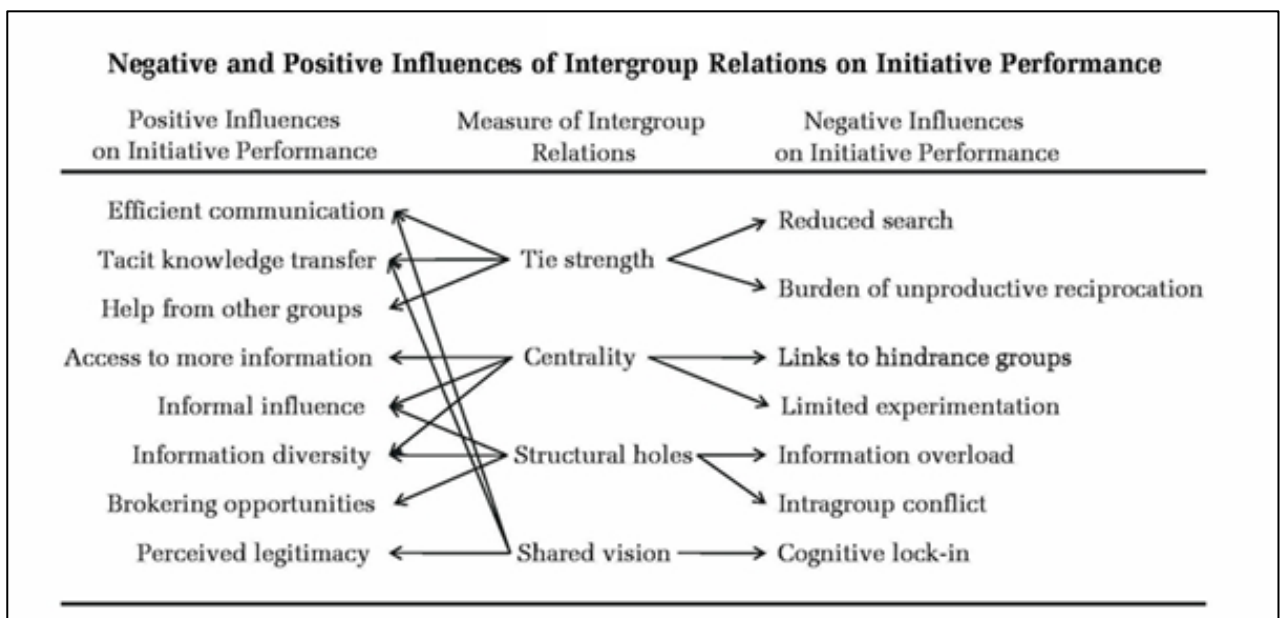 Negative and Positive Influences of Intergroup Relations on Initiative Performance
Positive Influences
on Initiative Performance
Measure of Intergroup
Relations
Negative Influences
on Initiative Performance
Efficient communication
Tacit knowledge transfer
Help from other groups
Access to more information
Informal influence
Information diversity
Brokering opportunities
Perceived legitimacy
Tie strength
Centrality
Structural holes
Shared vision
Reduced search
Burden of unproductive reciprocation
Links to hindrance groups
Limited experimentation
Information overload
Intragroup conflict
Cognitive lock-in